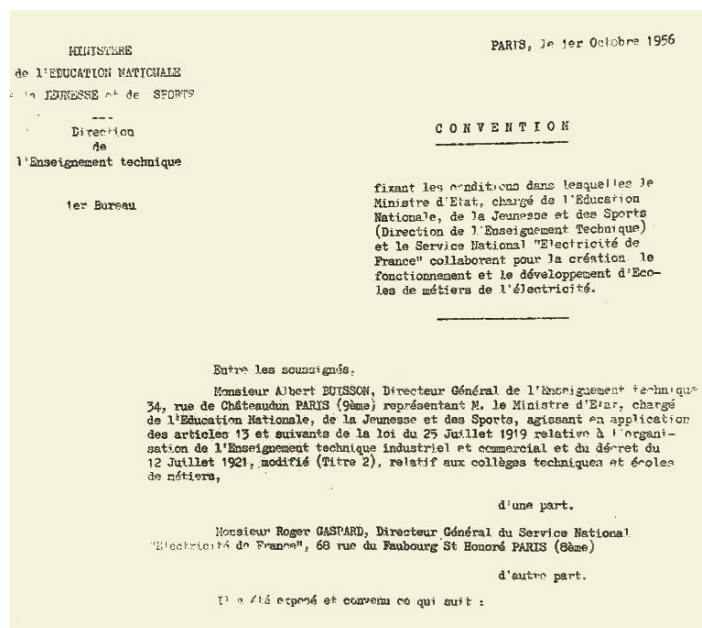 MINISTERE
de l'EDUCATION NATIONALE
JEUNESSE et de SPORTS
---
Direction
de
l'Enseignement technique
1er Bureau
PARIS, le 1er Octobre 1956
CONVENTION
fixant les conditions dans lesquelles le
Ministre d'Etat, chargé de l'Education
Nationale, de la Jeunesse et des Sports
(Direction de l'Enseignement Technique)
et le Service National "Electricité de
France" collaborent pour la création le
fonctionnement et le développement d'Eco-
les de métiers de l'électricité.
Entre les soussignés.
Monsieur Albert BUISSON, Directeur Général de l'Enseignement technique
34, rue de Châteaudun PARIS (9ème) représentant M. le Ministre d'Etat, chargé
de l'Education Nationale, de la Jeunesse et des Sports, agissant en application
des articles 13 et suivants de la loi du 25 Juillet 1919 relative à l'organi-
sation de l'Enseignement technique industriel et commercial et du décret du
12 Juillet 1921, modifié (Titre 2), relatif aux collèges techniques et écoles
de métiers,
d'une part.
Monsieur Roger GASPARD, Directeur Général du Service National
"Electricité de France", 68 rue du Faubourg St Honoré PARIS (8ème)
d'autre part.
Il a été exposé et convenu ce qui suit :